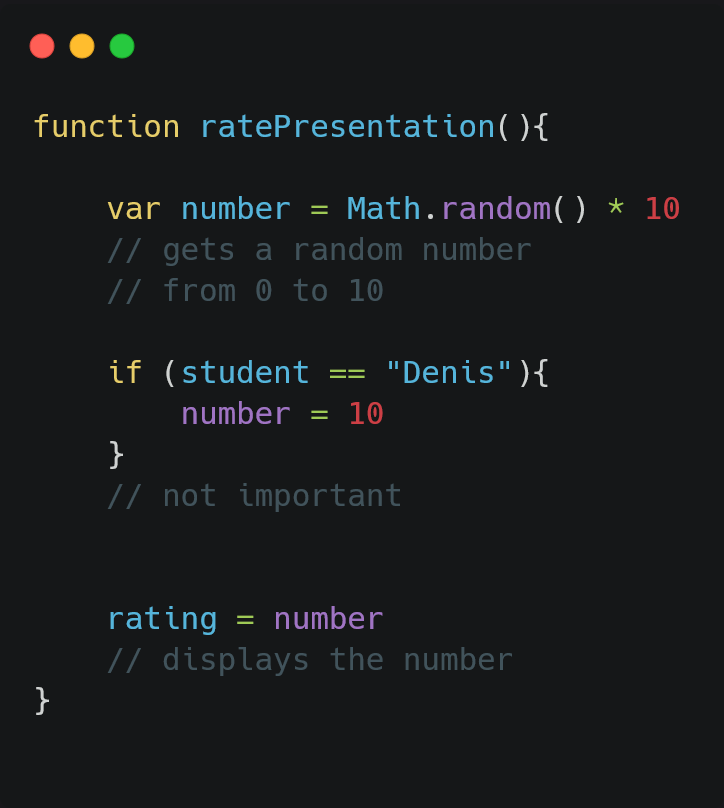 function ratePresentation(){
var number = Math.random() * 10
// gets a random number
// from 0 to 10
if (student == "Denis"){
number = 10
}
// not important
rating = number
// displays the number
}